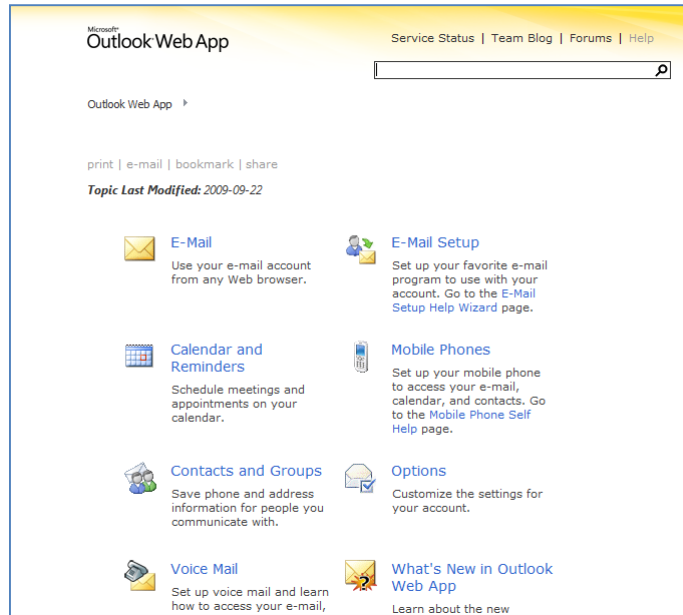 Microsoft®
Outlook Web App
Service Status | Team Blog | Forums | Help
Outlook Web App
print | e-mail | bookmark | share
Topic Last Modified: 2009-09-22
E-Mail
Use your e-mail account
from any Web browser.
E-Mail Setup
Set up your favorite e-mail
program to use with your
account. Go to the E-Mail
Setup Help Wizard page.
Calendar and
Reminders
Schedule meetings and
appointments on your
calendar.
Mobile Phones
Set up your mobile phone
to access your e-mail,
calendar, and contacts. Go
to the Mobile Phone Self
Help page.
Contacts and Groups
Save phone and address
information for people you
communicate with.
Options
Customize the settings for
your account.
Voice Mail
Set up voice mail and learn
how to access your e-mail,
What's New in Outlook
Web App
Learn about the new